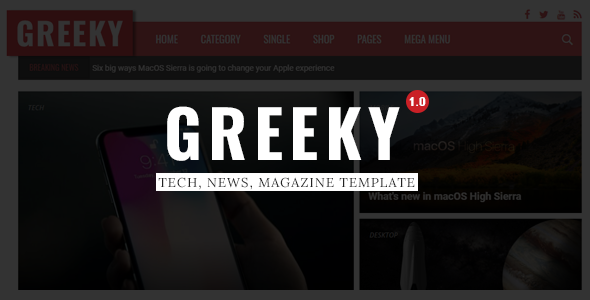 GREEKY
HOME CATEGORY SINGLE SHOP PAGES MEGA MENU
BREAKING NEWS Six big ways MacOS Sierra is going to change your Apple experience
TECH
1.0
GREEKY
TECH, NEWS, MAGAZINE TEMPLATE
macOS High Sierra
What's new in macOS High Sierra
DESKTOP